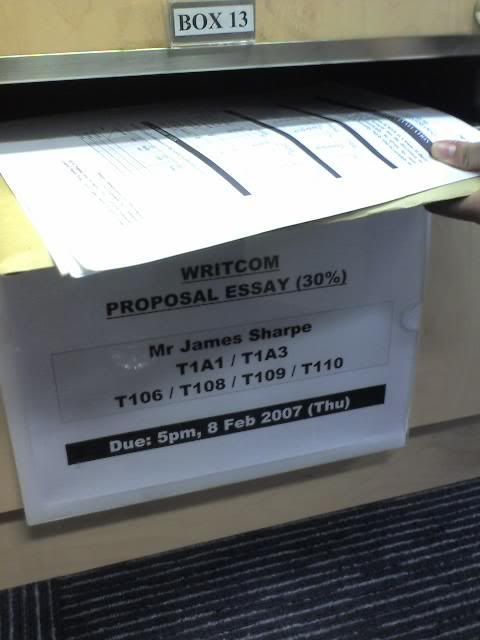 BOX 13
WRITCOM
PROPOSAL ESSAY (30%)
Mr James Sharpe
T1A1 / T1A3
T106 / T108 / T109 / T110
Due: 5pm, 8 Feb 2007 (Thu)